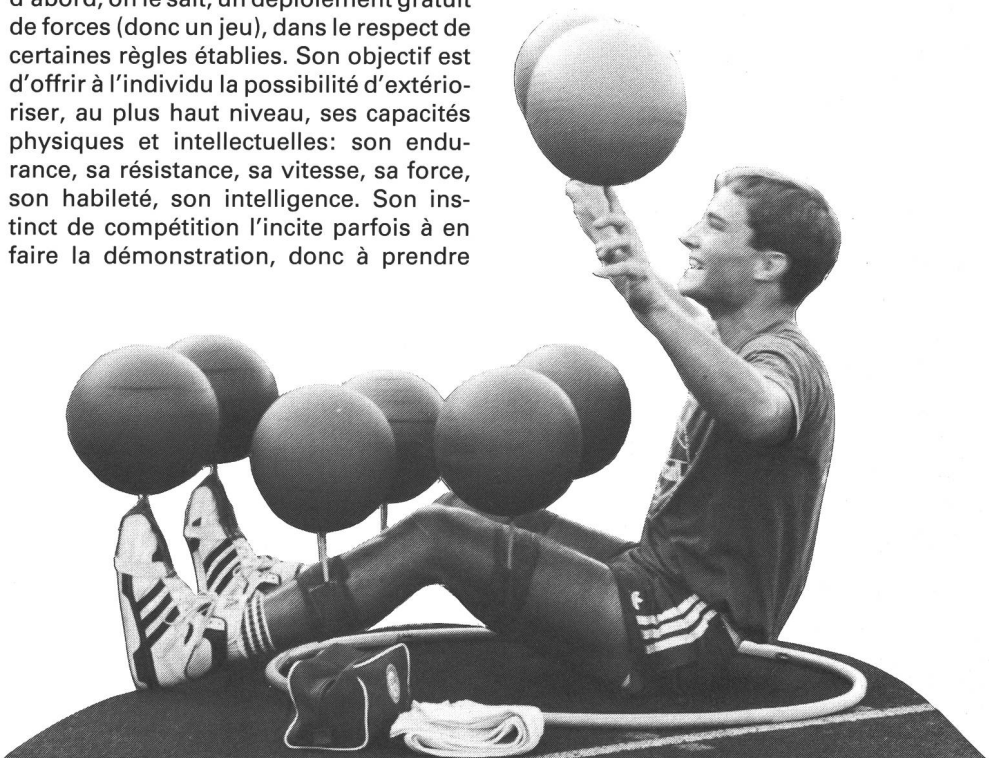 d'abord, on le sait, un déploiement gratuit
de forces (donc un jeu), dans le respect de
certaines règles établies. Son objectif est
d'offrir à l'individu la possibilité d'extério-
riser, au plus haut niveau, ses capacités
physiques et intellectuelles: son endu-
rance, sa résistance, sa vitesse, sa force,
son habileté, son intelligence. Son ins-
tinct de compétition l'incite parfois à en
faire la démonstration, donc à prendre